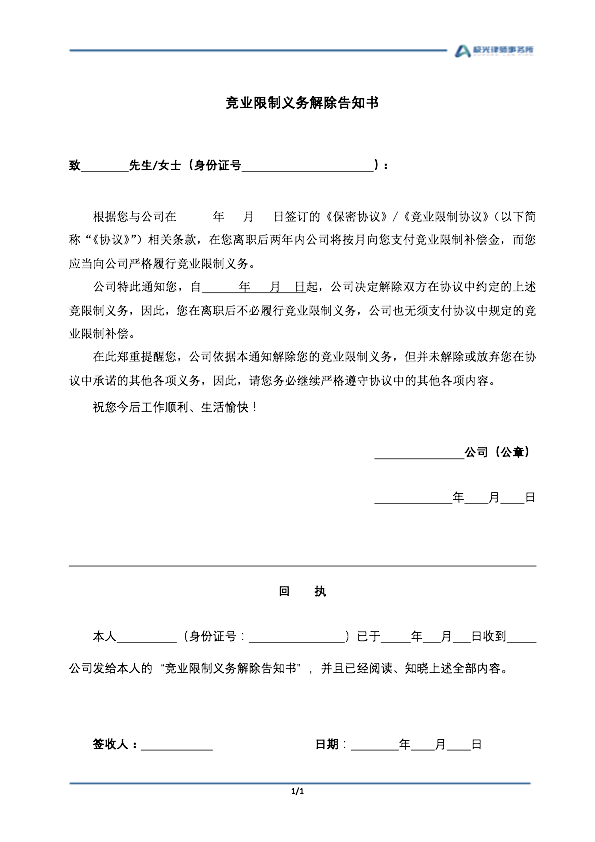 极光律师事务所
竞业限制义务解除告知书
致________先生/女士（身份证号______________________）：
根据您与公司在 年 月 日签订的《保密协议》/《竞业限制协议》（以下简
称“《协议》”）相关条款，在您离职后两年内公司将按月向您支付竞业限制补偿金，而您
应当向公司严格履行竞业限制义务。
公司特此通知您，自______年___月___日起，公司决定解除双方在协议中约定的上述
竞限制义务，因此，您在离职后不必履行竞业限制义务，公司也无须支付协议中规定的竞
业限制补偿。
在此郑重提醒您，公司依据本通知解除您的竞业限制义务，但并未解除或放弃您在协
议中承诺的其他各项义务，因此，请您务必继续严格遵守协议中的其他各项内容。
祝您今后工作顺利、生活愉快！
_______________公司（公章）
_____________年____月____日
回 执
本人__________（身份证号：________________）已于_____年___月___日收到_____
公司发给本人的“竞业限制义务解除告知书”，并且已经阅读、知晓上述全部内容。
签收人：____________ 日期：________年____月____日
1/1